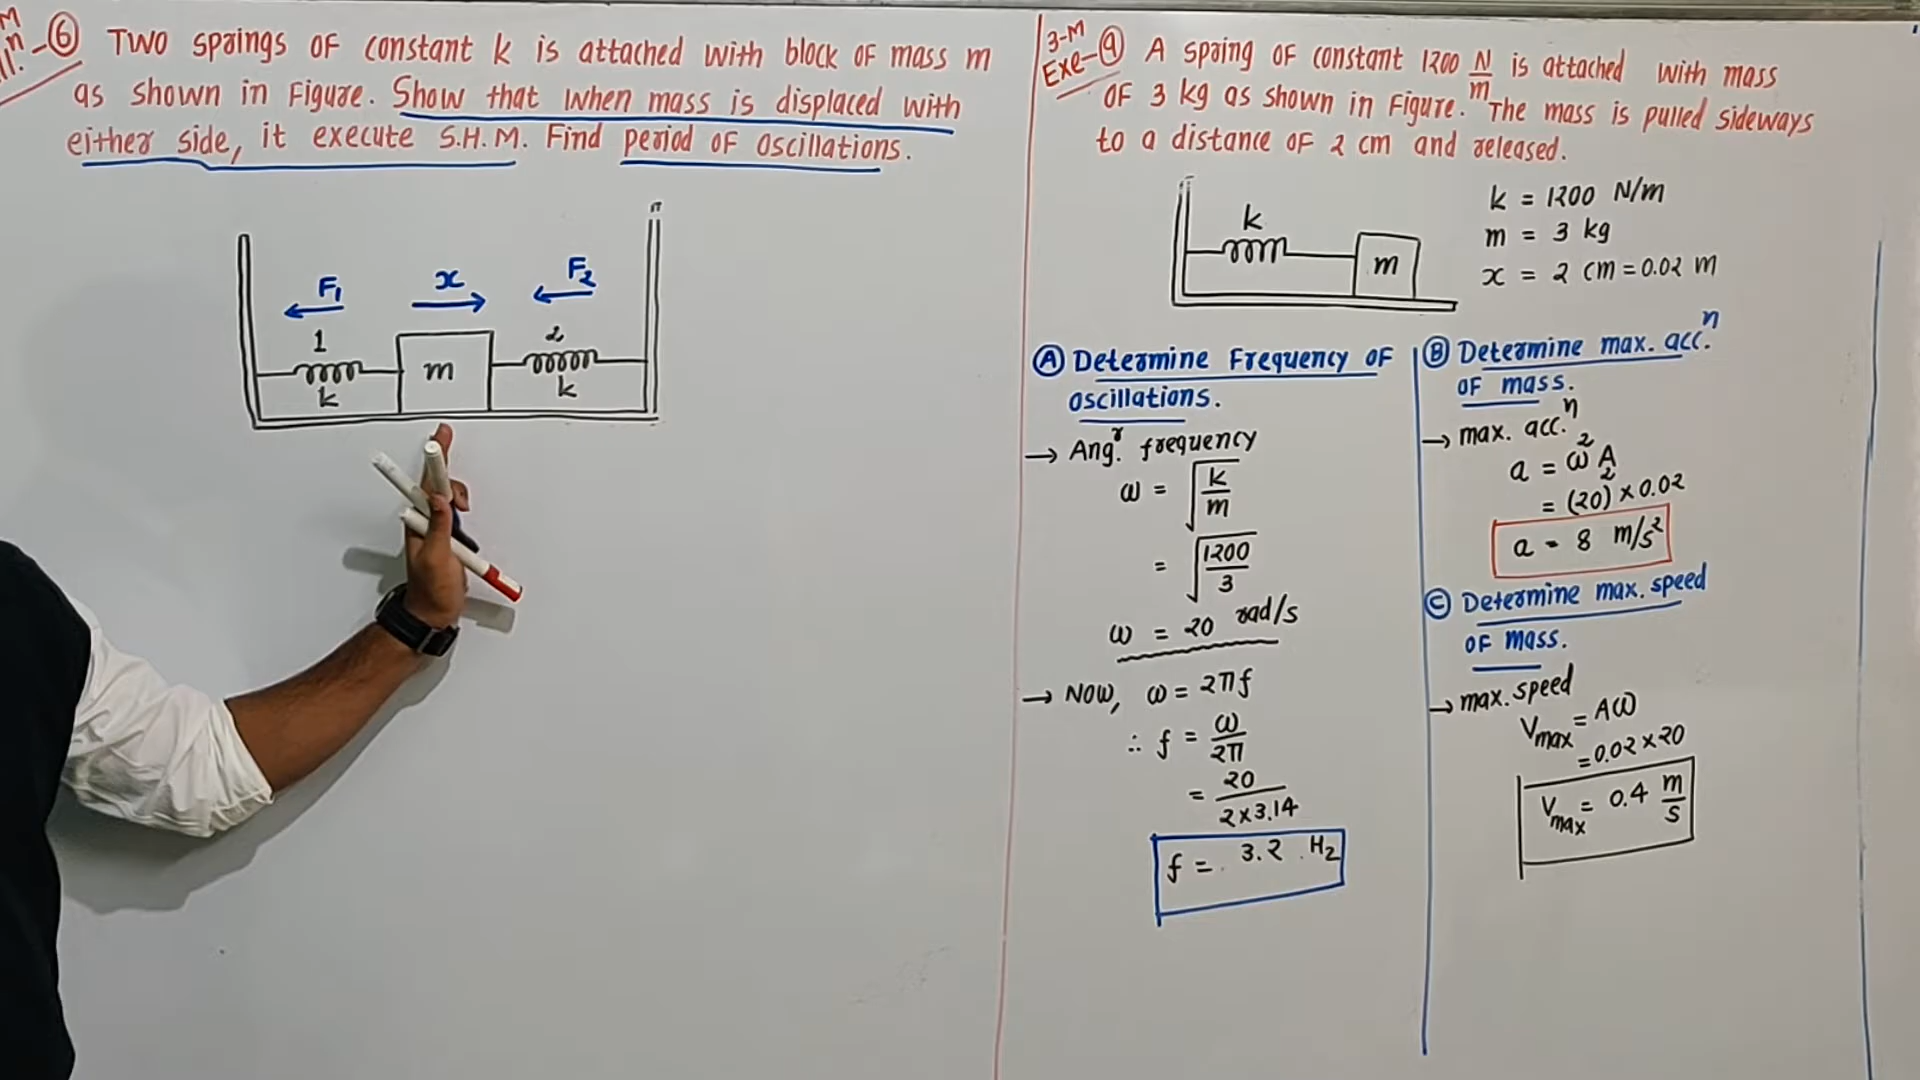 M
n - ⑥ Two springs of constant k is attached with block of mass m
ll.
as shown in Figure. Show that when mass is displaced with
either side, it execute S.H.M. Find period of oscillations.
F₁
x
F₂
1
2
k
m
k
3-M
Exe-⑨ A spring of constant 1200 N/m is attached with mass
of 3 kg as shown in Figure. The mass is pulled sideways
to a distance of 2 cm and released.
k
m
k = 1200 N/m
m = 3 kg
x = 2 cm = 0.02 m
Ⓐ Determine Frequency of
oscillations.
→ Ang.ʳ frequency
ω = √(k/m)
= √(1200/3)
ω = 20 rad/s
→ Now, ω = 2πf
∴ f = ω/2π
= 20/(2×3.14)
f = 3.2 Hz
Ⓑ Determine max. acc.ⁿ
of mass.
→ max. acc.ⁿ
a = ω²A
= (20)²×0.02
a = 8 m/s²
Ⓒ Determine max. speed
of mass.
→ max. speed
Vmax = Aω
= 0.02×20
Vmax = 0.4 m/s